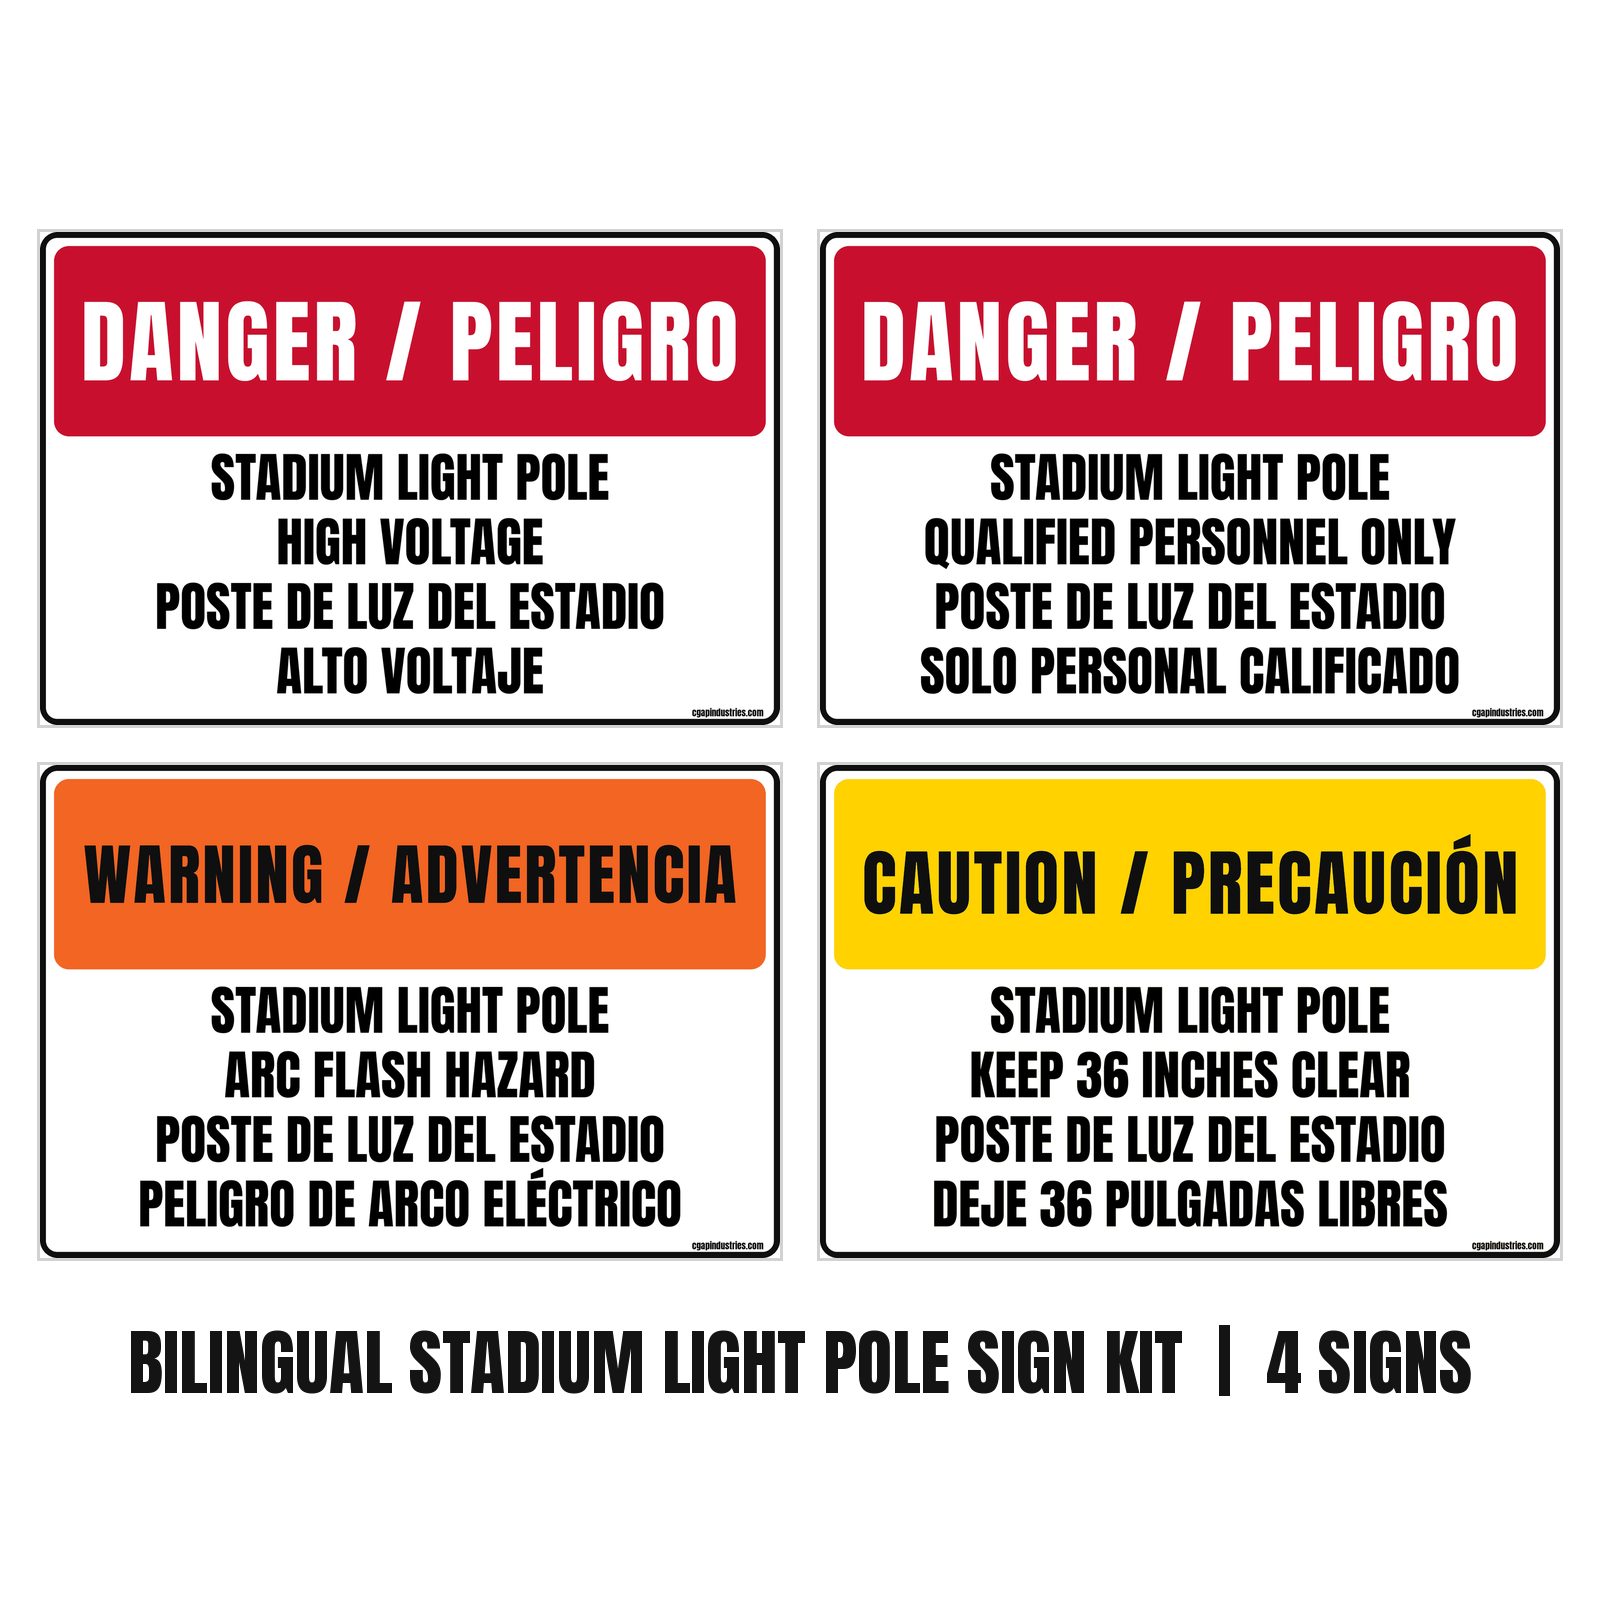 DANGER / PELIGRO
STADIUM LIGHT POLE
HIGH VOLTAGE
POSTE DE LUZ DEL ESTADIO
ALTO VOLTAJE
cgapindustries.com
DANGER / PELIGRO
STADIUM LIGHT POLE
QUALIFIED PERSONNEL ONLY
POSTE DE LUZ DEL ESTADIO
SOLO PERSONAL CALIFICADO
cgapindustries.com
WARNING / ADVERTENCIA
STADIUM LIGHT POLE
ARC FLASH HAZARD
POSTE DE LUZ DEL ESTADIO
PELIGRO DE ARCO ELÉCTRICO
cgapindustries.com
CAUTION / PRECAUCIÓN
STADIUM LIGHT POLE
KEEP 36 INCHES CLEAR
POSTE DE LUZ DEL ESTADIO
DEJE 36 PULGADAS LIBRES
cgapindustries.com
BILINGUAL STADIUM LIGHT POLE SIGN KIT | 4 SIGNS